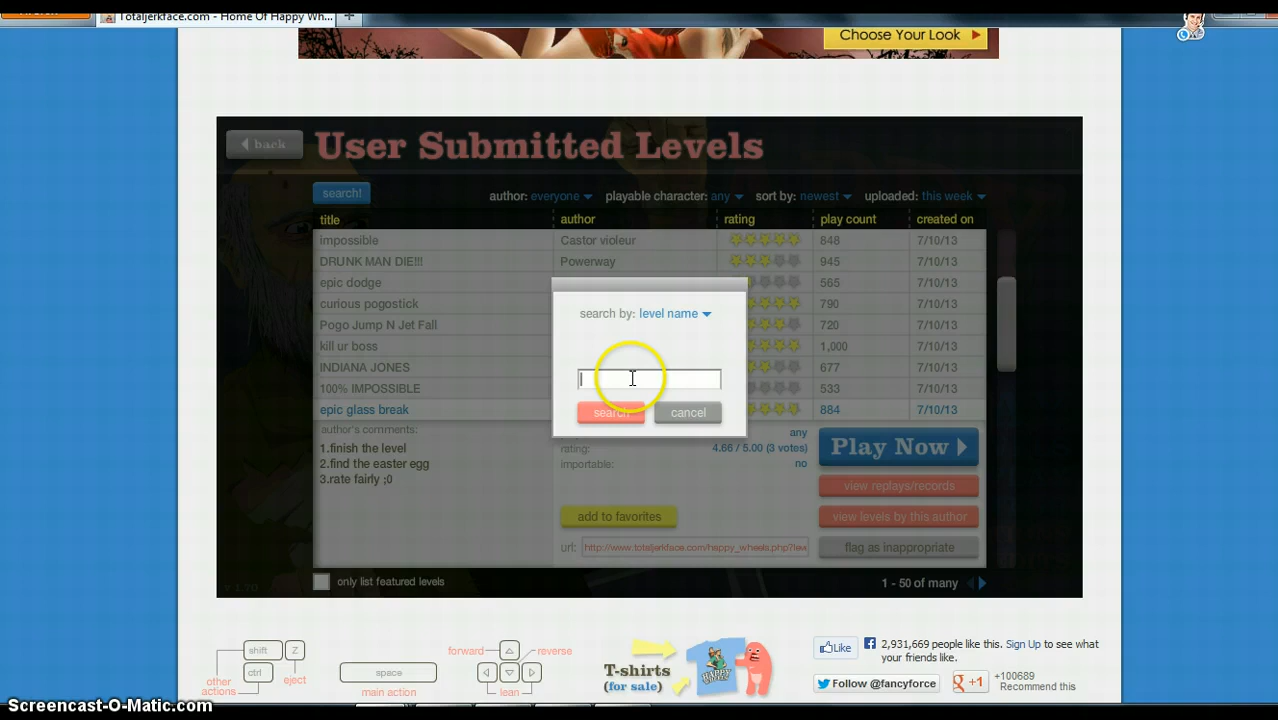 Totaljerkface.com - Home Of Happy Wh...
Choose Your Look
back
User Submitted Levels
search!
author: everyone playable character: any sort by: newest uploaded: this week
title author rating play count created on
impossible Castor violeur 848 7/10/13
DRUNK MAN DIE!!! Powerway 945 7/10/13
epic dodge 565 7/10/13
curious pogostick 790 7/10/13
Pogo Jump N Jet Fall 720 7/10/13
kill ur boss 1,000 7/10/13
INDIANA JONES 677 7/10/13
100% IMPOSSIBLE 533 7/10/13
epic glass break 884 7/10/13
search by: level name
search cancel
author's comments:
1.finish the level
2.find the easter egg
3.rate fairly ;0
any
rating: 4.66 / 5.00 (3 votes)
importable: no
add to favorites
url: http://www.totaljerkface.com/happy_wheels.php?lev
Play Now
view replays/records
view levels by this author
flag as inappropriate
only list featured levels
1 - 50 of many
shift Z
ctrl
other
actions
eject
space
main action
forward
reverse
lean
T-shirts
(for sale)
HAPPY
Like
2,931,669 people like this. Sign Up to see what
your friends like.
Follow @fancyforce
+1
+100689
Recommend this
Screencast-O-Matic.com